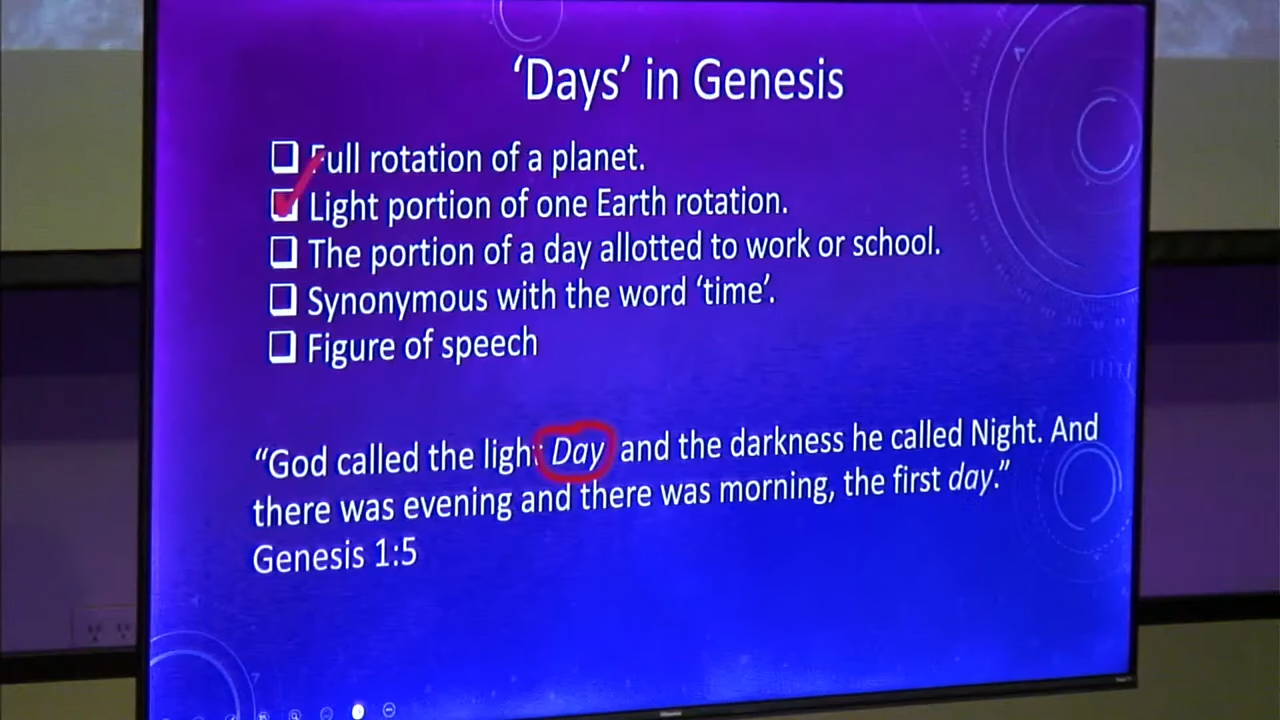 ‘Days’ in Genesis
Full rotation of a planet.
Light portion of one Earth rotation.
The portion of a day allotted to work or school.
Synonymous with the word ‘time’.
Figure of speech
“God called the light Day and the darkness he called Night. And
there was evening and there was morning, the first day.”
Genesis 1:5